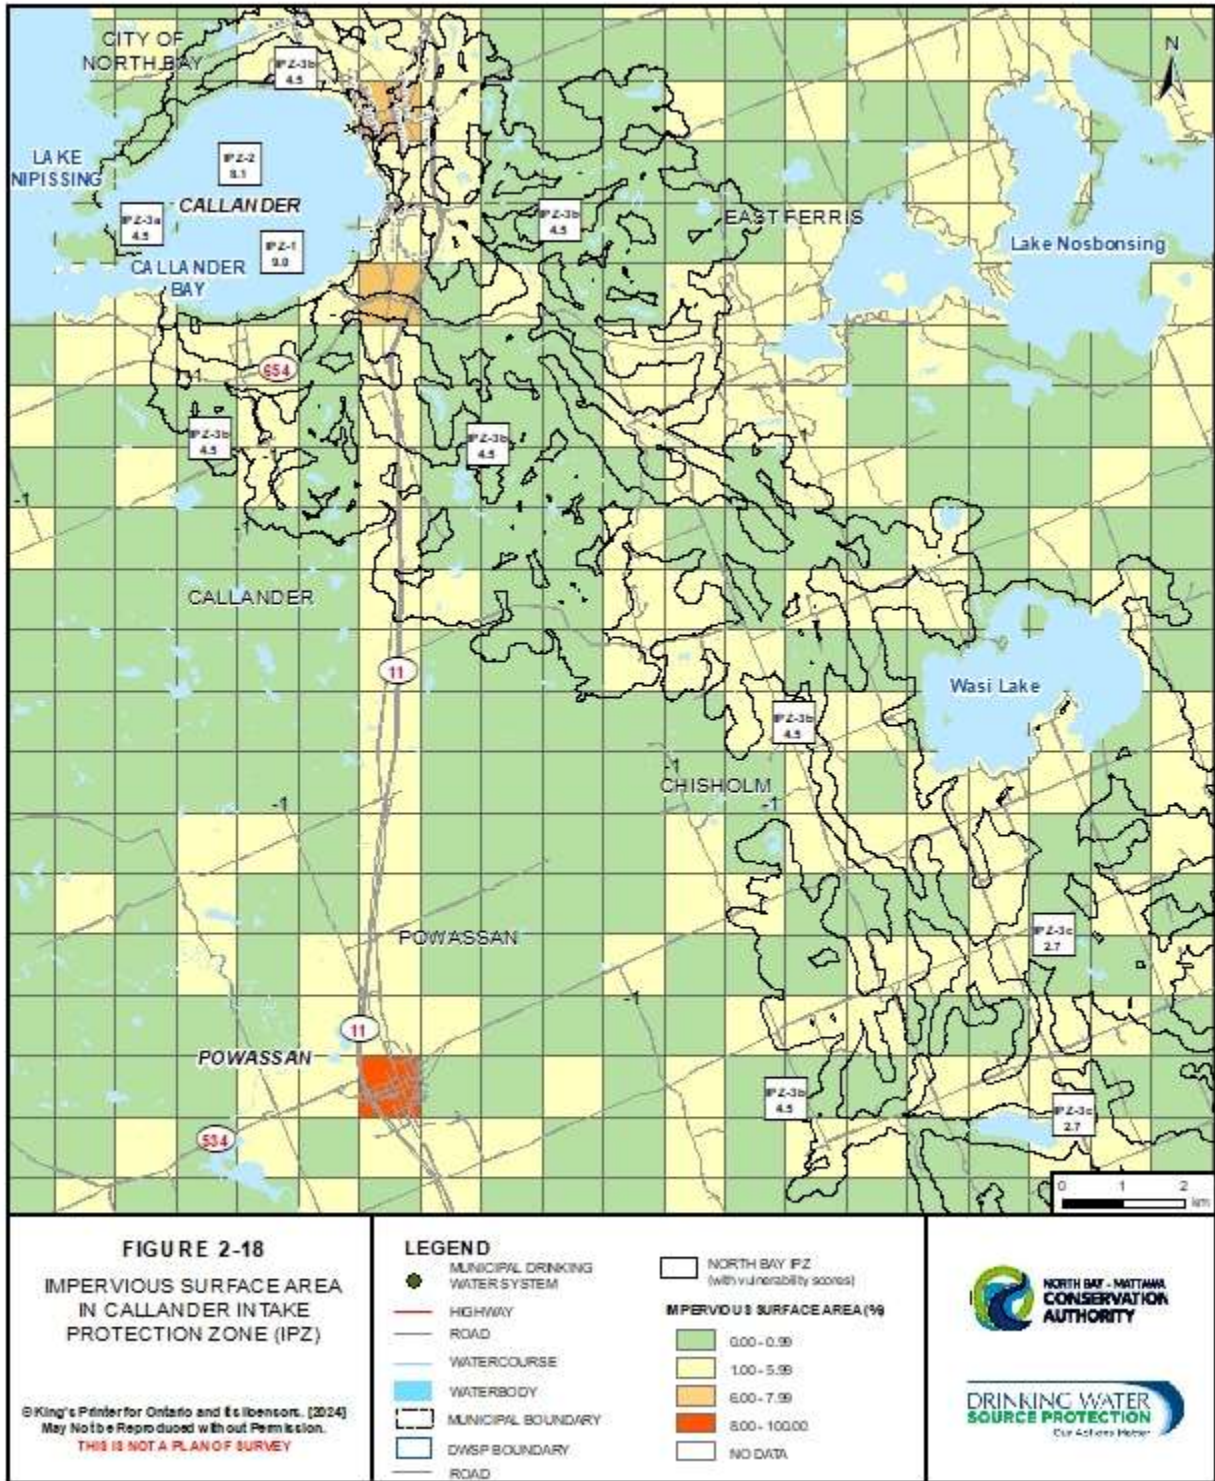 CITY OF
NORTH BAY
IPZ-3b
4.5
N
LAKE
NIPISSING
IPZ-2
8.1
CALLANDER
IPZ-3a
4.5
IPZ-1
9.0
CALLANDER
BAY
IPZ-3b
4.5
EAST FERRIS
Lake Nosbonsing
654
-1
IPZ-3b
4.5
IPZ-3b
4.5
-1
-1
-1
CALLANDER
11
Wasi Lake
IPZ-3b
4.5
-1
CHISHOLM
-1
-1
POWASSAN
IPZ-3c
2.7
-1
11
POWASSAN
IPZ-3b
4.5
IPZ-3c
2.7
534
0 1 2
km
FIGURE 2-18
IMPERVIOUS SURFACE AREA
IN CALLANDER INTAKE
PROTECTION ZONE (IPZ)
©King's Printer for Ontario and its licensors. [2024]
May Not be Reproduced without Permission.
THIS IS NOT A PLAN OF SURVEY
LEGEND
MUNICIPAL DRINKING
WATER SYSTEM
HIGHWAY
ROAD
WATERCOURSE
WATERBODY
MUNICIPAL BOUNDARY
DWSP BOUNDARY
ROAD
NORTH BAY IPZ
(with vulnerability scores)
IMPERVIOUS SURFACE AREA (%)
0.00 - 0.99
1.00 - 5.99
6.00 - 7.99
8.00 - 100.00
NO DATA
NORTH BAY - MATTAWA
CONSERVATION
AUTHORITY
DRINKING WATER
SOURCE PROTECTION
Our Actions Matter